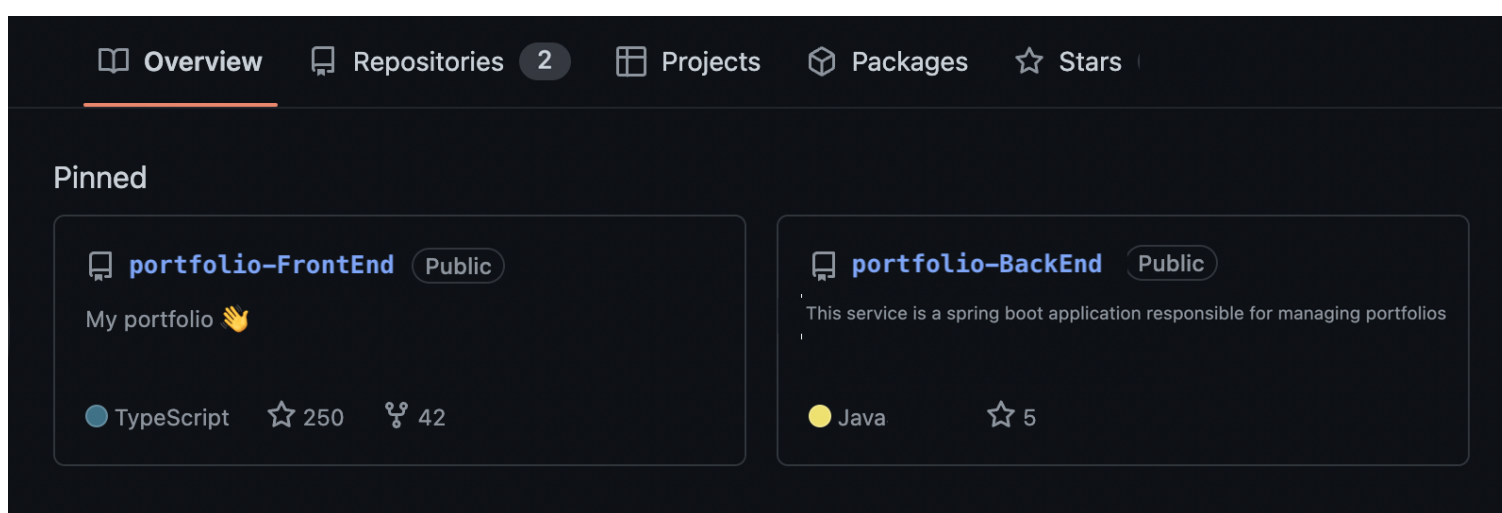 Overview Repositories 2 Projects Packages Stars
Pinned
portfolio-FrontEnd Public
My portfolio 👋
TypeScript 250 42
portfolio-BackEnd Public
This service is a spring boot application responsible for managing portfolios
Java 5